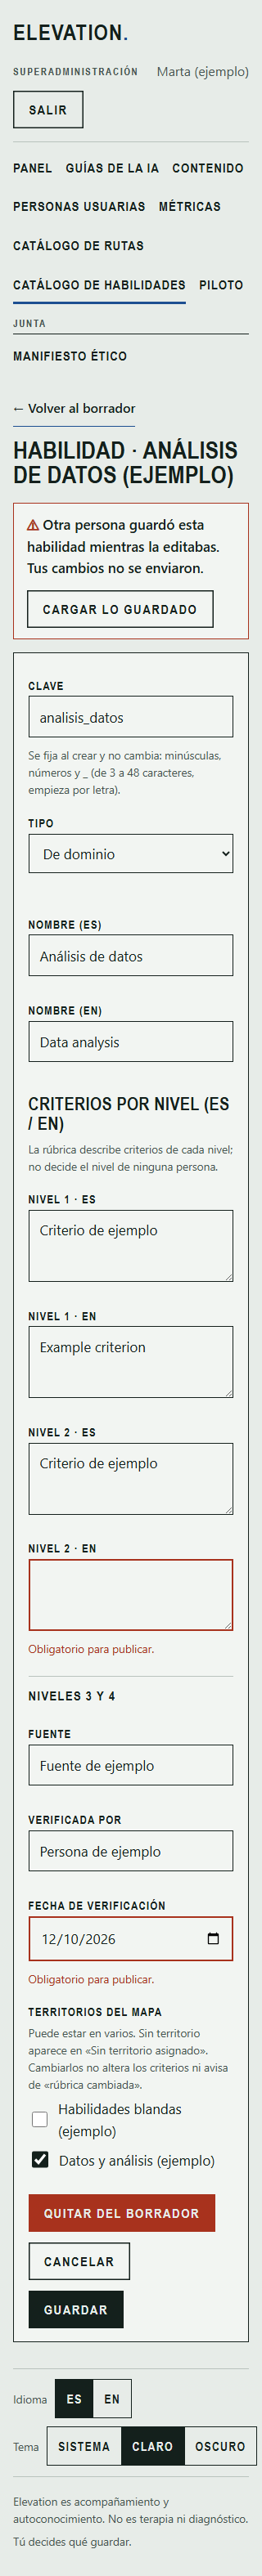 ELEVATION.
SUPERADMINISTRACIÓN Marta (ejemplo)
SALIR
PANEL GUÍAS DE LA IA CONTENIDO
PERSONAS USUARIAS MÉTRICAS
CATÁLOGO DE RUTAS
CATÁLOGO DE HABILIDADES PILOTO
JUNTA
MANIFIESTO ÉTICO
← Volver al borrador
HABILIDAD · ANÁLISIS
DE DATOS (EJEMPLO)
⚠ Otra persona guardó esta
habilidad mientras la editabas.
Tus cambios no se enviaron.
CARGAR LO GUARDADO
CLAVE
analisis_datos
Se fija al crear y no cambia: minúsculas,
números y _ (de 3 a 48 caracteres,
empieza por letra).
TIPO
De dominio
NOMBRE (ES)
Análisis de datos
NOMBRE (EN)
Data analysis
CRITERIOS POR NIVEL (ES
/ EN)
La rúbrica describe criterios de cada nivel;
no decide el nivel de ninguna persona.
NIVEL 1 · ES
Criterio de ejemplo
NIVEL 1 · EN
Example criterion
NIVEL 2 · ES
Criterio de ejemplo
NIVEL 2 · EN
Obligatorio para publicar.
NIVELES 3 Y 4
FUENTE
Fuente de ejemplo
VERIFICADA POR
Persona de ejemplo
FECHA DE VERIFICACIÓN
12/10/2026
Obligatorio para publicar.
TERRITORIOS DEL MAPA
Puede estar en varios. Sin territorio
aparece en «Sin territorio asignado».
Cambiarlos no altera los criterios ni avisa
de «rúbrica cambiada».
Habilidades blandas
(ejemplo)
Datos y análisis (ejemplo)
QUITAR DEL BORRADOR
CANCELAR
GUARDAR
Idioma ES EN
Tema SISTEMA CLARO OSCURO
Elevation es acompañamiento y
autoconocimiento. No es terapia ni diagnóstico.
Tú decides qué guardar.